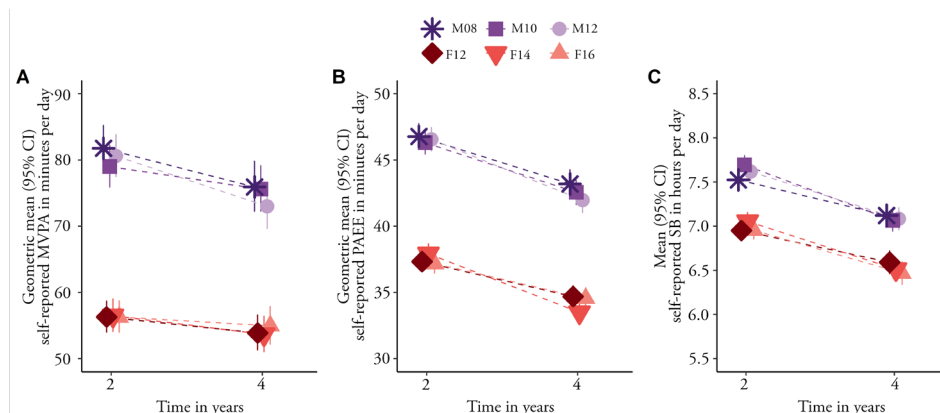 M08 M10 M12
F12 F14 F16
A
Geometric mean (95% CI)
self-reported MVPA in minutes per day
90
80
70
60
50
2 4
Time in years
B
Geometric mean (95% CI)
self-reported PAEE in minutes per day
50
45
40
35
30
2 4
Time in years
C
Mean (95% CI)
self-reported SB in hours per day
8.5
8.0
7.5
7.0
6.5
6.0
5.5
2 4
Time in years